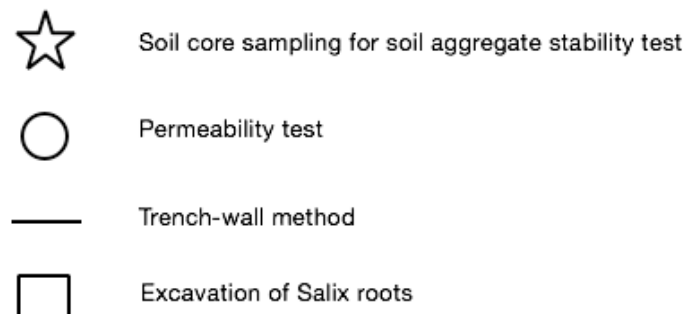 Soil core sampling for soil aggregate stability test
Permeability test
Trench-wall method
Excavation of Salix roots